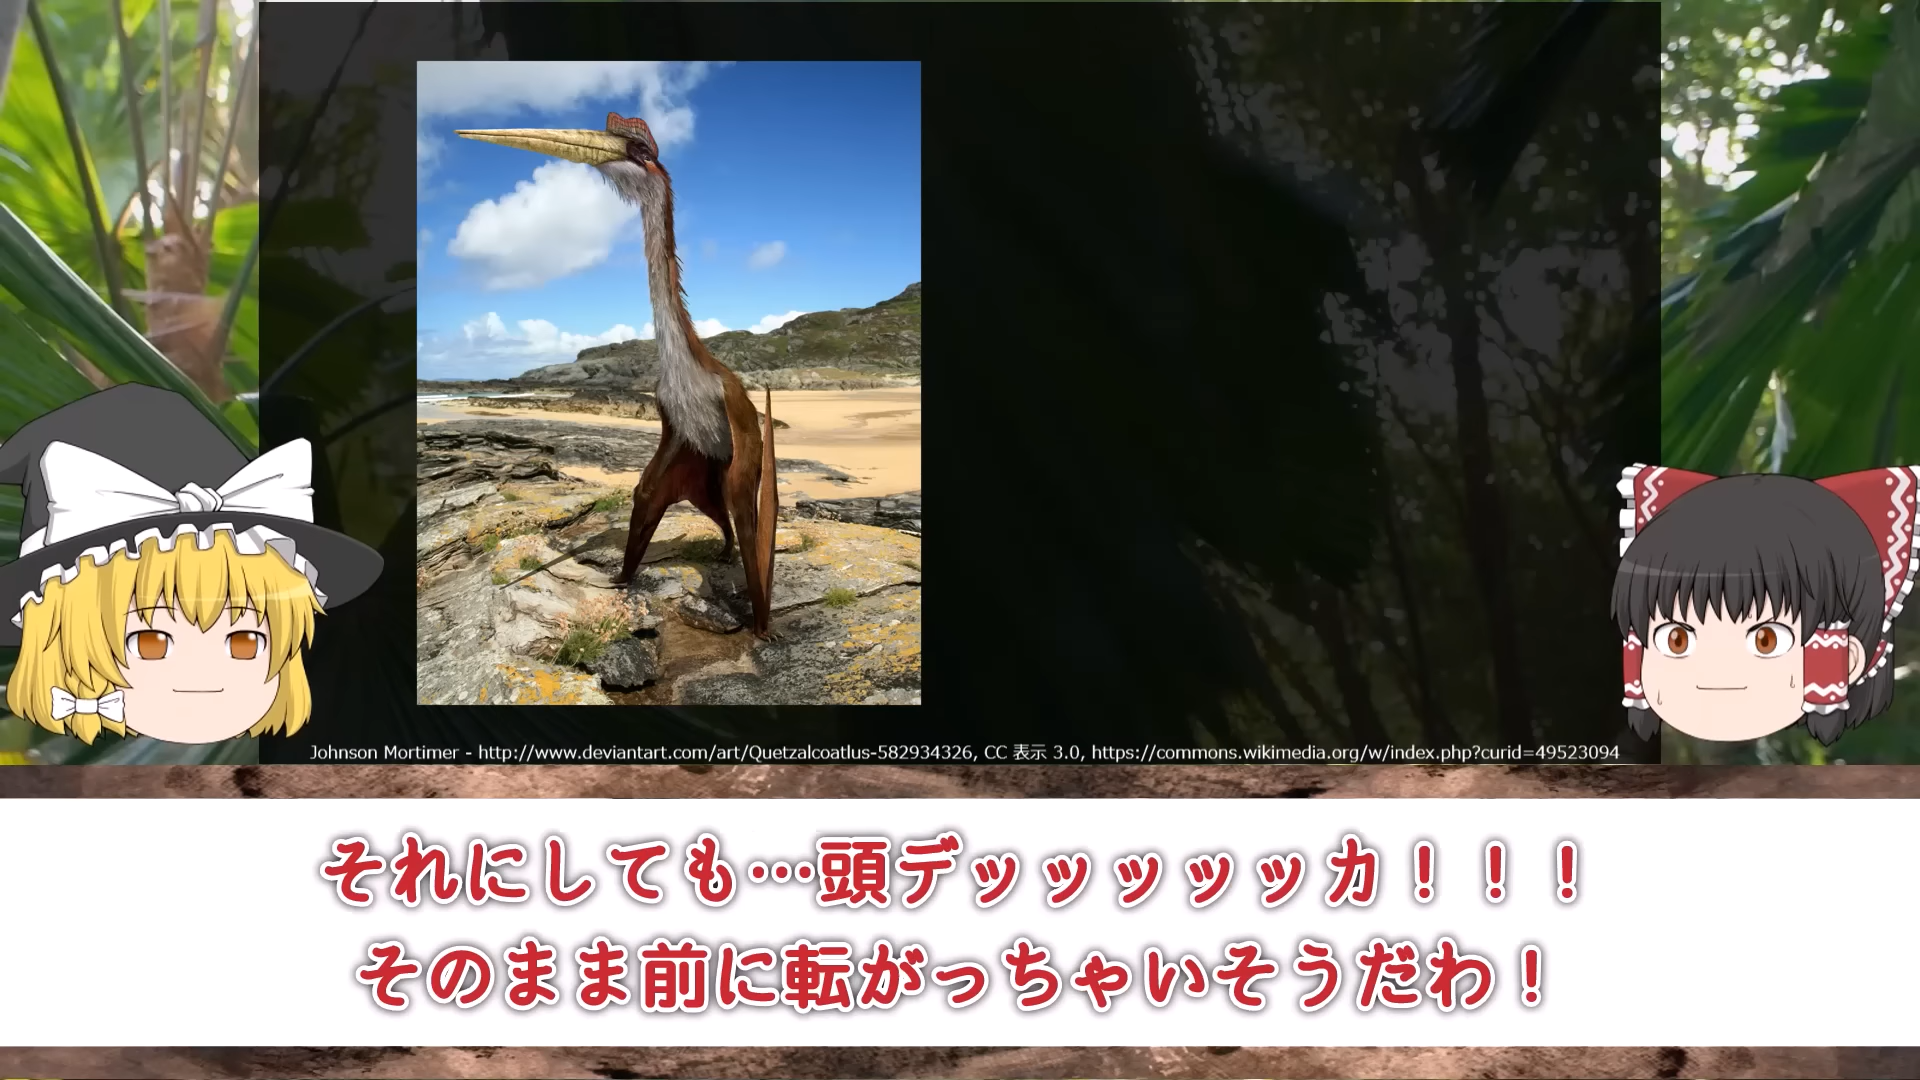 Johnson Mortimer - http://www.deviantart.com/art/Quetzalcoatlus-582934326, CC 表示 3.0, https://commons.wikimedia.org/w/index.php?curid=49523094
それにしても…頭デッッッッッカ！！！
そのまま前に転がっちゃいそうだわ！